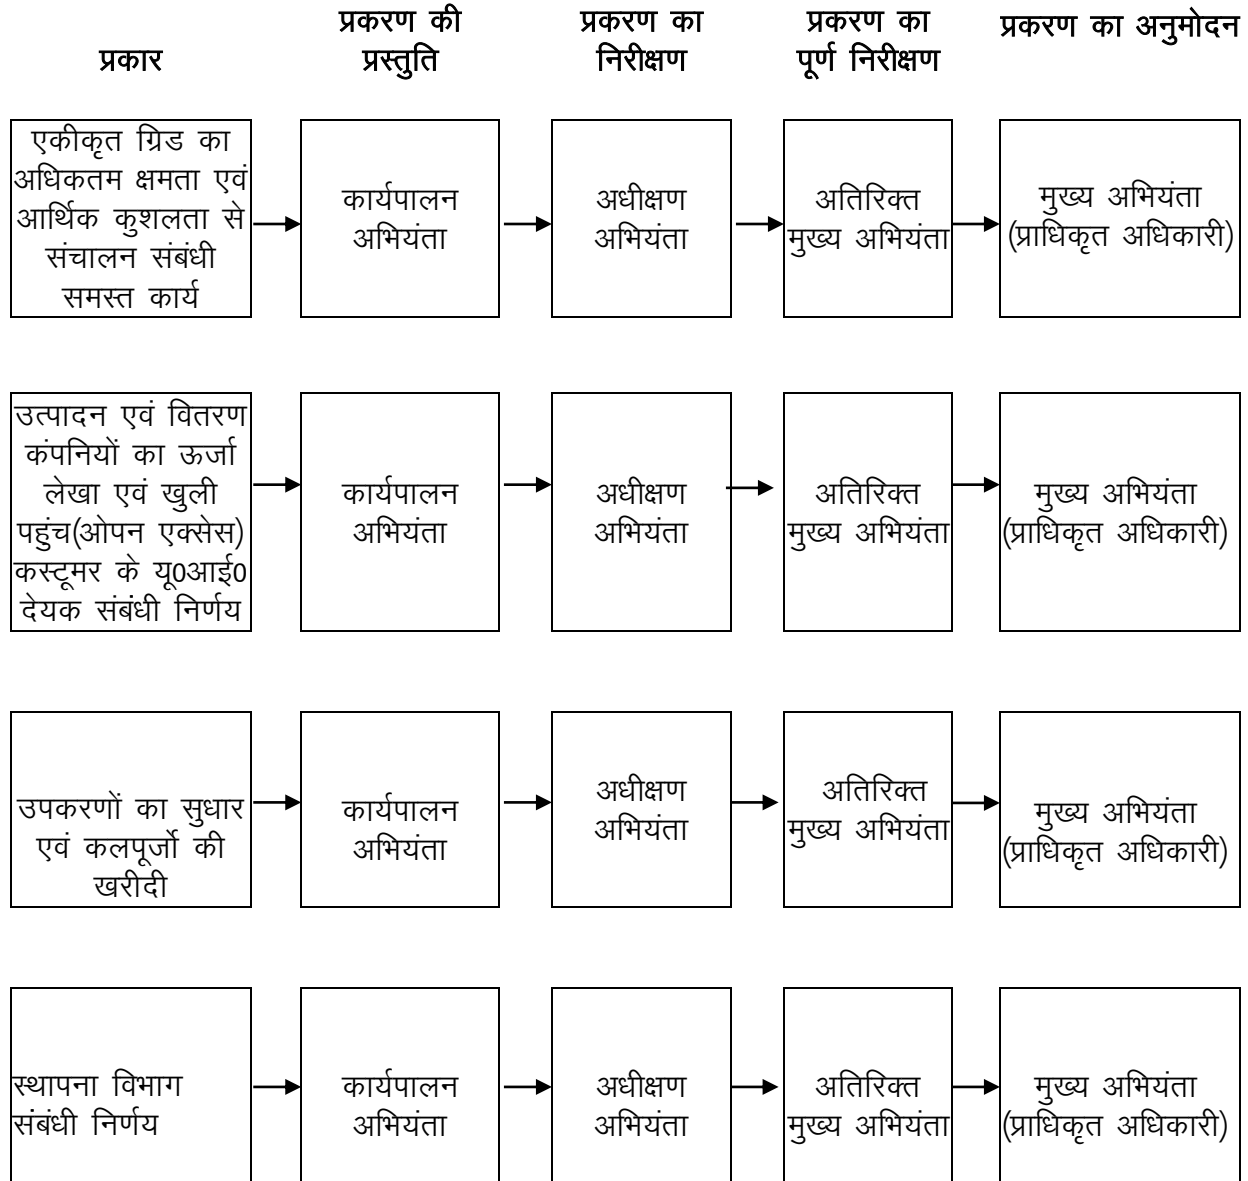 प्रकार
प्रकरण की
प्रस्तुति
प्रकरण का
निरीक्षण
प्रकरण का
पूर्ण निरीक्षण
प्रकरण का अनुमोदन
एकीकृत ग्रिड का
अधिकतम क्षमता एवं
आर्थिक कुशलता से
संचालन संबंधी
समस्त कार्य
कार्यपालन
अभियंता
अधीक्षण
अभियंता
अतिरिक्त
मुख्य अभियंता
मुख्य अभियंता
(प्राधिकृत अधिकारी)
उत्पादन एवं वितरण
कंपनियों का ऊर्जा
लेखा एवं खुली
पहुंच(ओपन एक्सेस)
कस्टूमर के यू0आई0
देयक संबंधी निर्णय
कार्यपालन
अभियंता
अधीक्षण
अभियंता
अतिरिक्त
मुख्य अभियंता
मुख्य अभियंता
(प्राधिकृत अधिकारी)
उपकरणों का सुधार
एवं कलपूर्जो की
खरीदी
कार्यपालन
अभियंता
अधीक्षण
अभियंता
अतिरिक्त
मुख्य अभियंता
मुख्य अभियंता
(प्राधिकृत अधिकारी)
स्थापना विभाग
संबंधी निर्णय
कार्यपालन
अभियंता
अधीक्षण
अभियंता
अतिरिक्त
मुख्य अभियंता
मुख्य अभियंता
(प्राधिकृत अधिकारी)